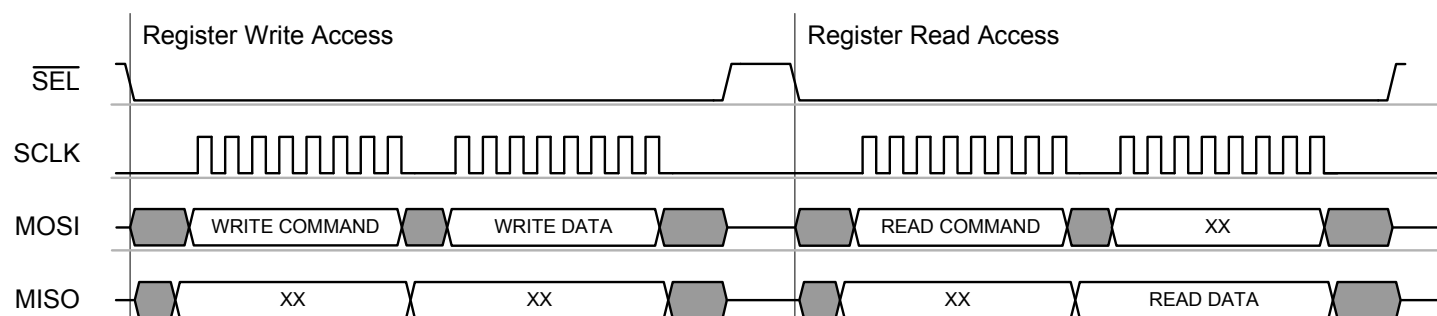 Register Write Access Register Read Access
SEL
SCLK
MOSI WRITE COMMAND WRITE DATA READ COMMAND XX
MISO XX XX XX READ DATA